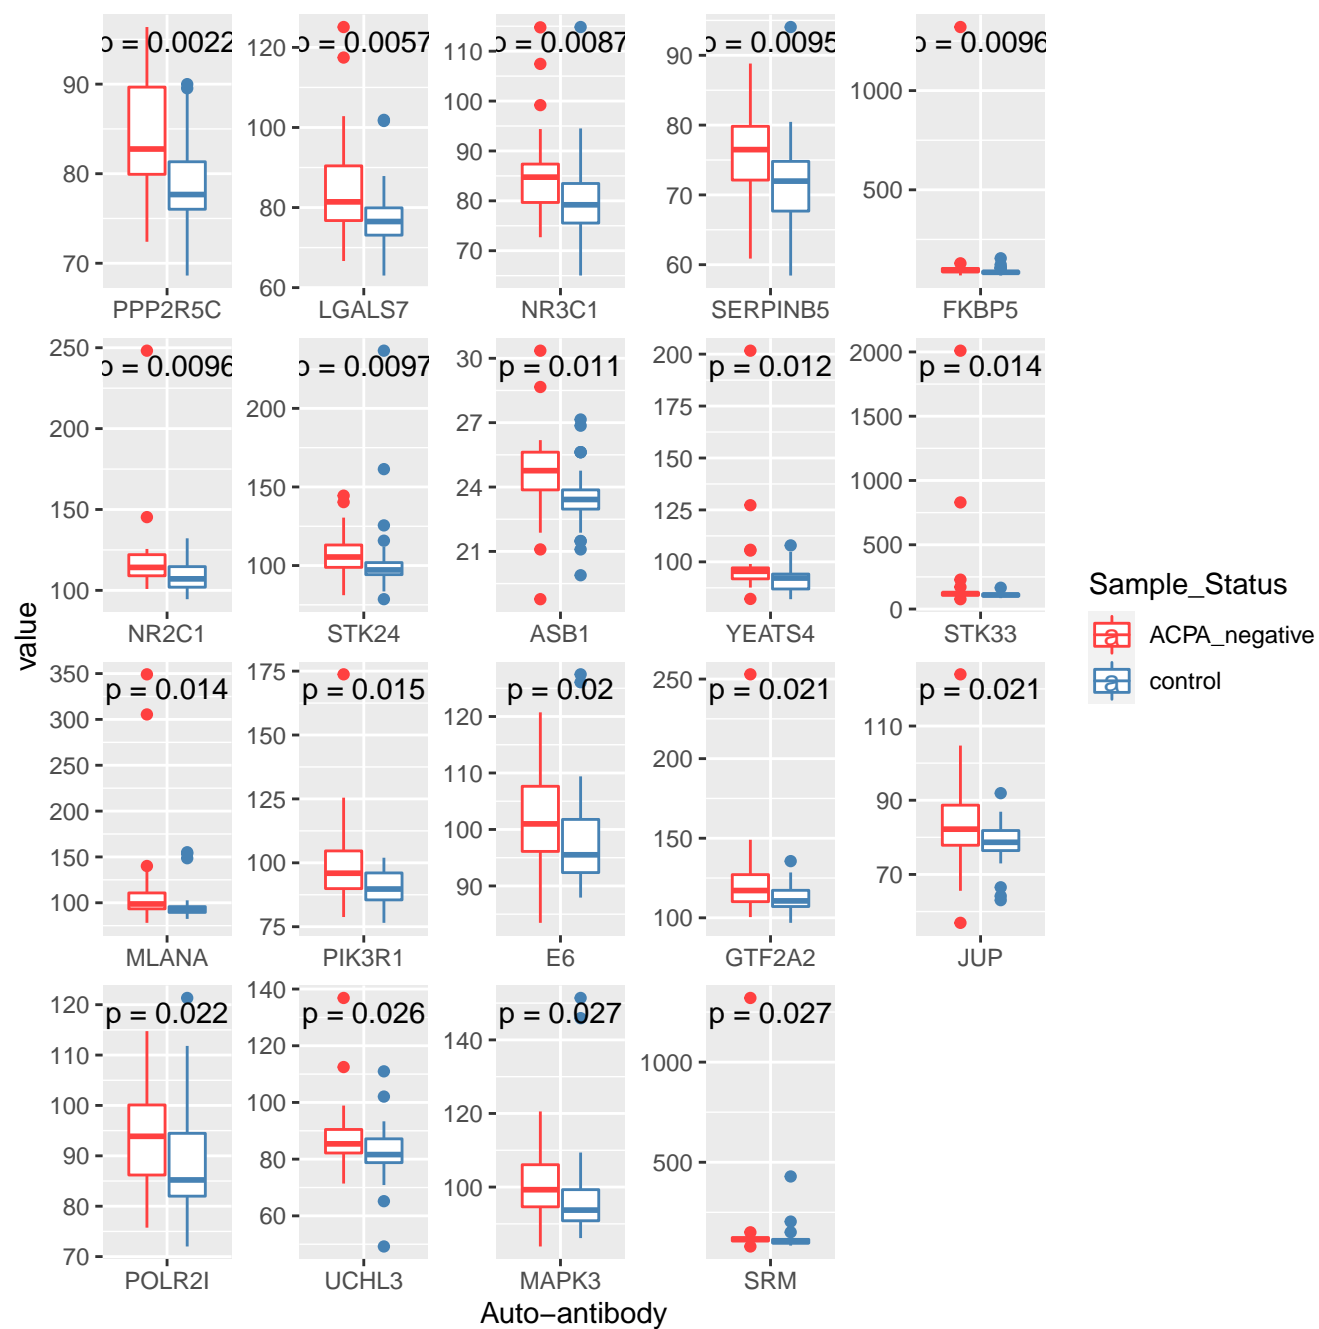 p = 0.0022
p = 0.0057
p = 0.0087
p = 0.0095
p = 0.0096
90
80
70
120
100
80
60
110
100
90
80
70
90
80
70
60
1000
500
PPP2R5C
LGALS7
NR3C1
SERPINB5
FKBP5
p = 0.0096
p = 0.0097
p = 0.011
p = 0.012
p = 0.014
250
200
150
100
200
150
100
30
27
24
21
200
175
150
125
100
2000
1500
1000
500
0
NR2C1
STK24
ASB1
YEATS4
STK33
p = 0.014
p = 0.015
p = 0.02
p = 0.021
p = 0.021
350
300
250
200
150
100
175
150
125
100
75
120
110
100
90
250
200
150
100
110
90
70
MLANA
PIK3R1
E6
GTF2A2
JUP
p = 0.022
p = 0.026
p = 0.027
p = 0.027
120
110
100
90
80
70
140
120
100
80
60
140
120
100
1000
500
POLR2I
UCHL3
MAPK3
SRM
Auto−antibody
value
Sample_Status
a ACPA_negative
a control